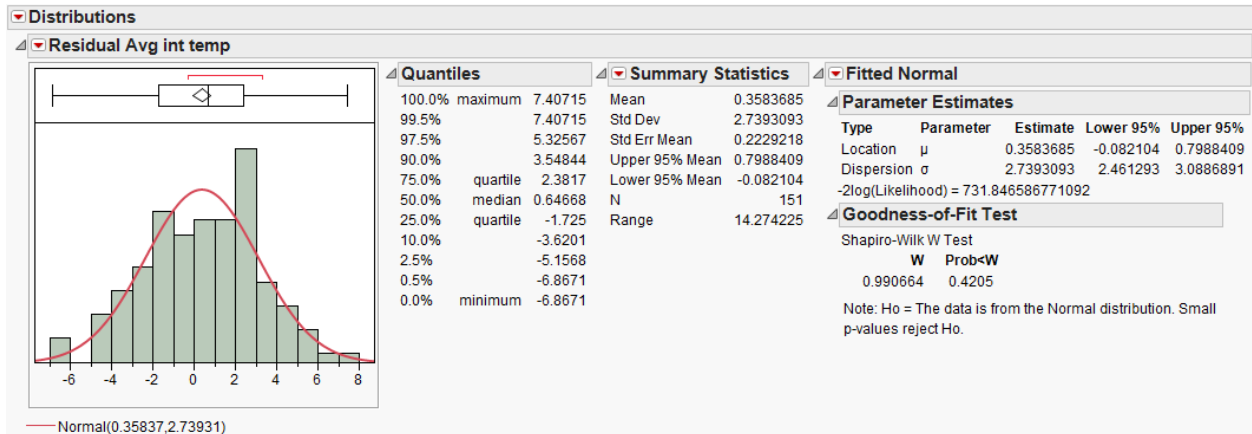 Distributions
Residual Avg int temp
-6 -4 -2 0 2 4 6 8
Normal(0.35837,2.73931)
Quantiles
100.0% maximum 7.40715
99.5% 7.40715
97.5% 5.32567
90.0% 3.54844
75.0% quartile 2.3817
50.0% median 0.64668
25.0% quartile -1.725
10.0% -3.6201
2.5% -5.1568
0.5% -6.8671
0.0% minimum -6.8671
Summary Statistics
Mean 0.3583685
Std Dev 2.7393093
Std Err Mean 0.2229218
Upper 95% Mean 0.7988409
Lower 95% Mean -0.082104
N 151
Range 14.274225
Fitted Normal
Parameter Estimates
Type Parameter Estimate Lower 95% Upper 95%
Location μ 0.3583685 -0.082104 0.7988409
Dispersion σ 2.7393093 2.461293 3.0886891
-2log(Likelihood) = 731.846586771092
Goodness-of-Fit Test
Shapiro-Wilk W Test
W Prob<W
0.990664 0.4205
Note: Ho = The data is from the Normal distribution. Small
p-values reject Ho.